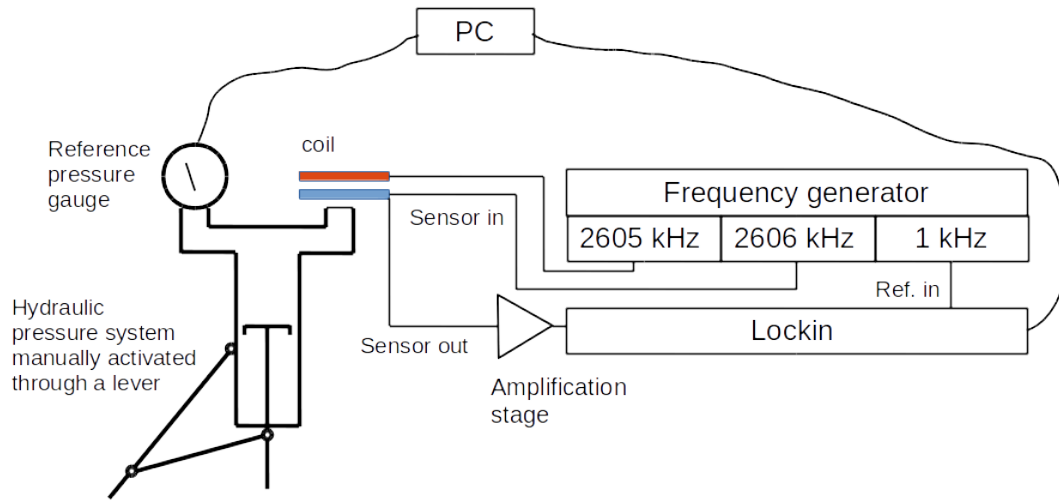 PC
Reference
pressure
gauge
coil
Frequency generator
Sensor in
2605 kHz
2606 kHz
1 kHz
Ref. in
Hydraulic
pressure system
manually activated
through a lever
Lockin
Sensor out
Amplification
stage